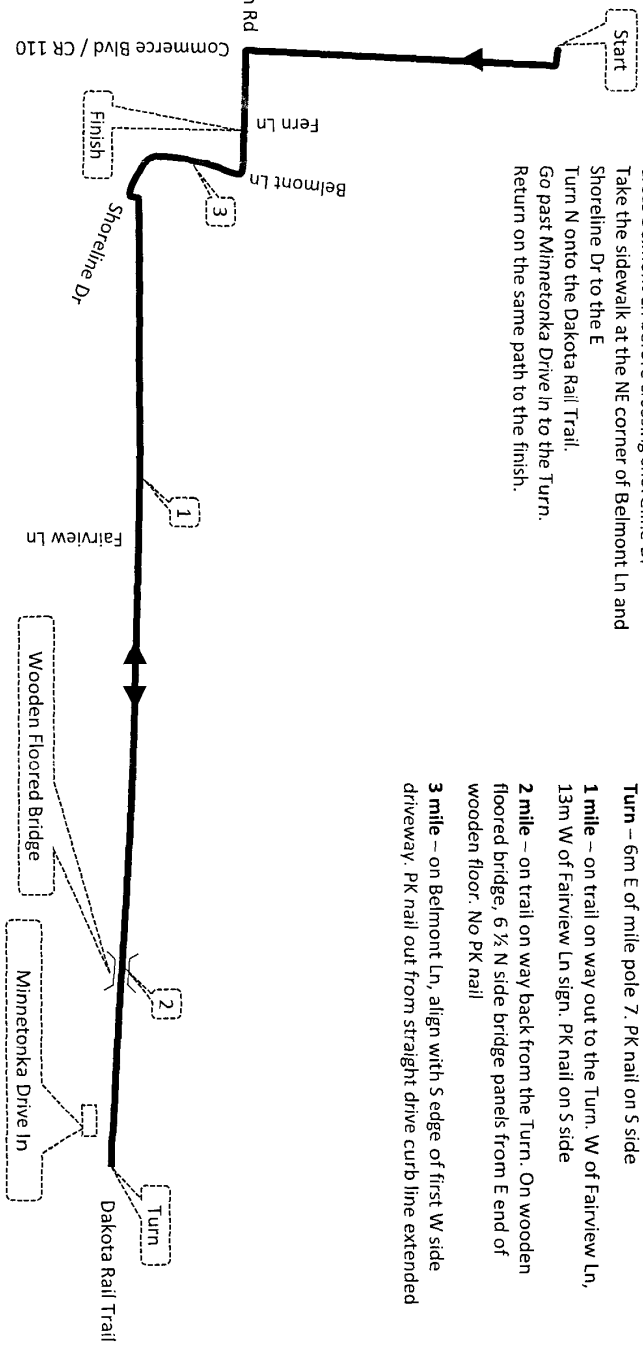 Take the sidewalk at the NE corner of Belmont Ln and
Shoreline Dr to the E
Turn N onto the Dakota Rail Trail.
Go past Minnetonka Drive In to the Turn.
Return on the same path to the finish.
Turn – 6m E of mile pole 7. PK nail on S side
1 mile – on trail on way out to the Turn. W of Fairview Ln,
13m W of Fairview Ln sign. PK nail on S side
2 mile – on trail on way back from the Turn. On wooden
floored bridge, 6 ½ N side bridge panels from E end of
wooden floor. No PK nail
3 mile – on Belmont Ln, align with S edge of first W side
driveway. PK nail out from straight drive curb line extended
Start
Rd
Commerce Blvd / CR 110
Fern Ln
Finish
Belmont Ln
3
Shoreline Dr
1
Fairview Ln
Wooden Floored Bridge
2
Minnetonka Drive In
Turn
Dakota Rail Trail